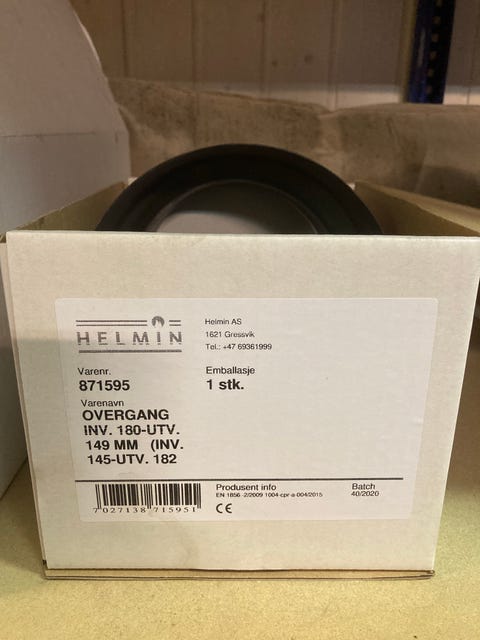 HELMIN
Helmin AS
1621 Gressvik
Tel.: +47 69361999
Varenr.
871595
Emballasje
1 stk.
Varenavn
OVERGANG
INV. 180-UTV.
149 MM (INV.
145-UTV. 182
7 027138 715951
Produsent info
EN 1856 -2/2009 1004-cpr-a-004/2015
CE
Batch
40/2020